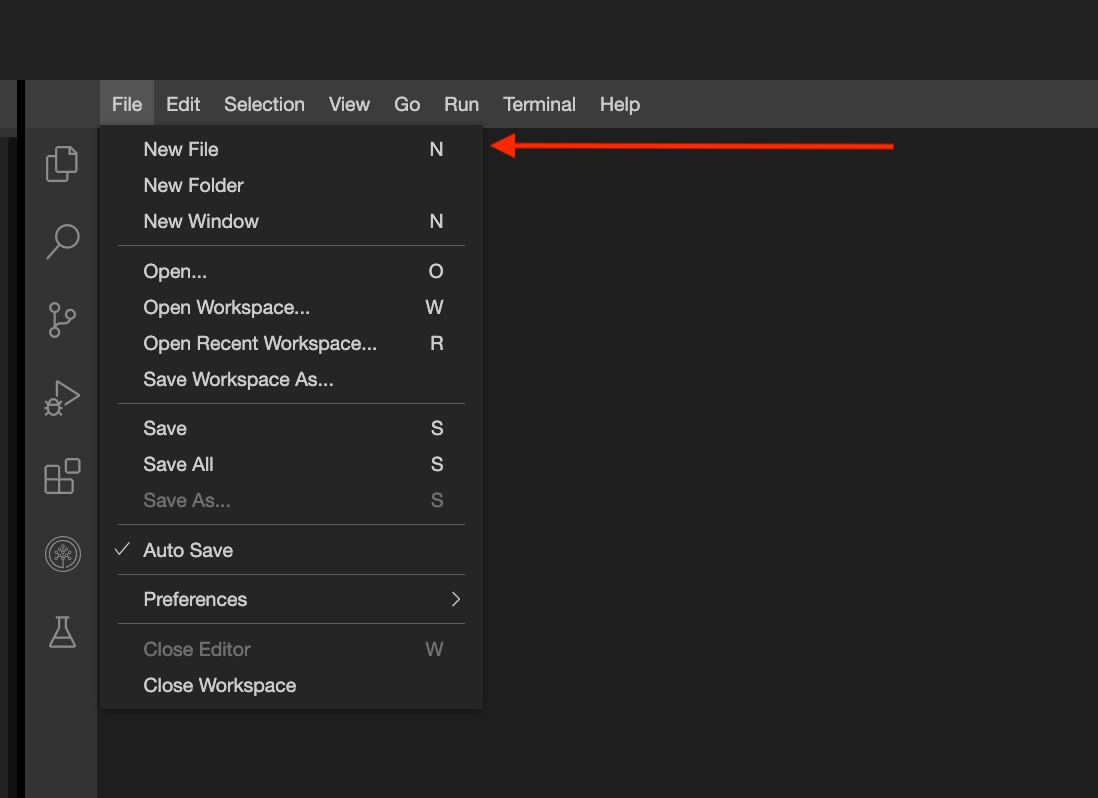 File Edit Selection View Go Run Terminal Help
New File N
New Folder
New Window N
Open... O
Open Workspace... W
Open Recent Workspace... R
Save Workspace As...
Save S
Save All S
Save As... S
Auto Save
Preferences
Close Editor W
Close Workspace